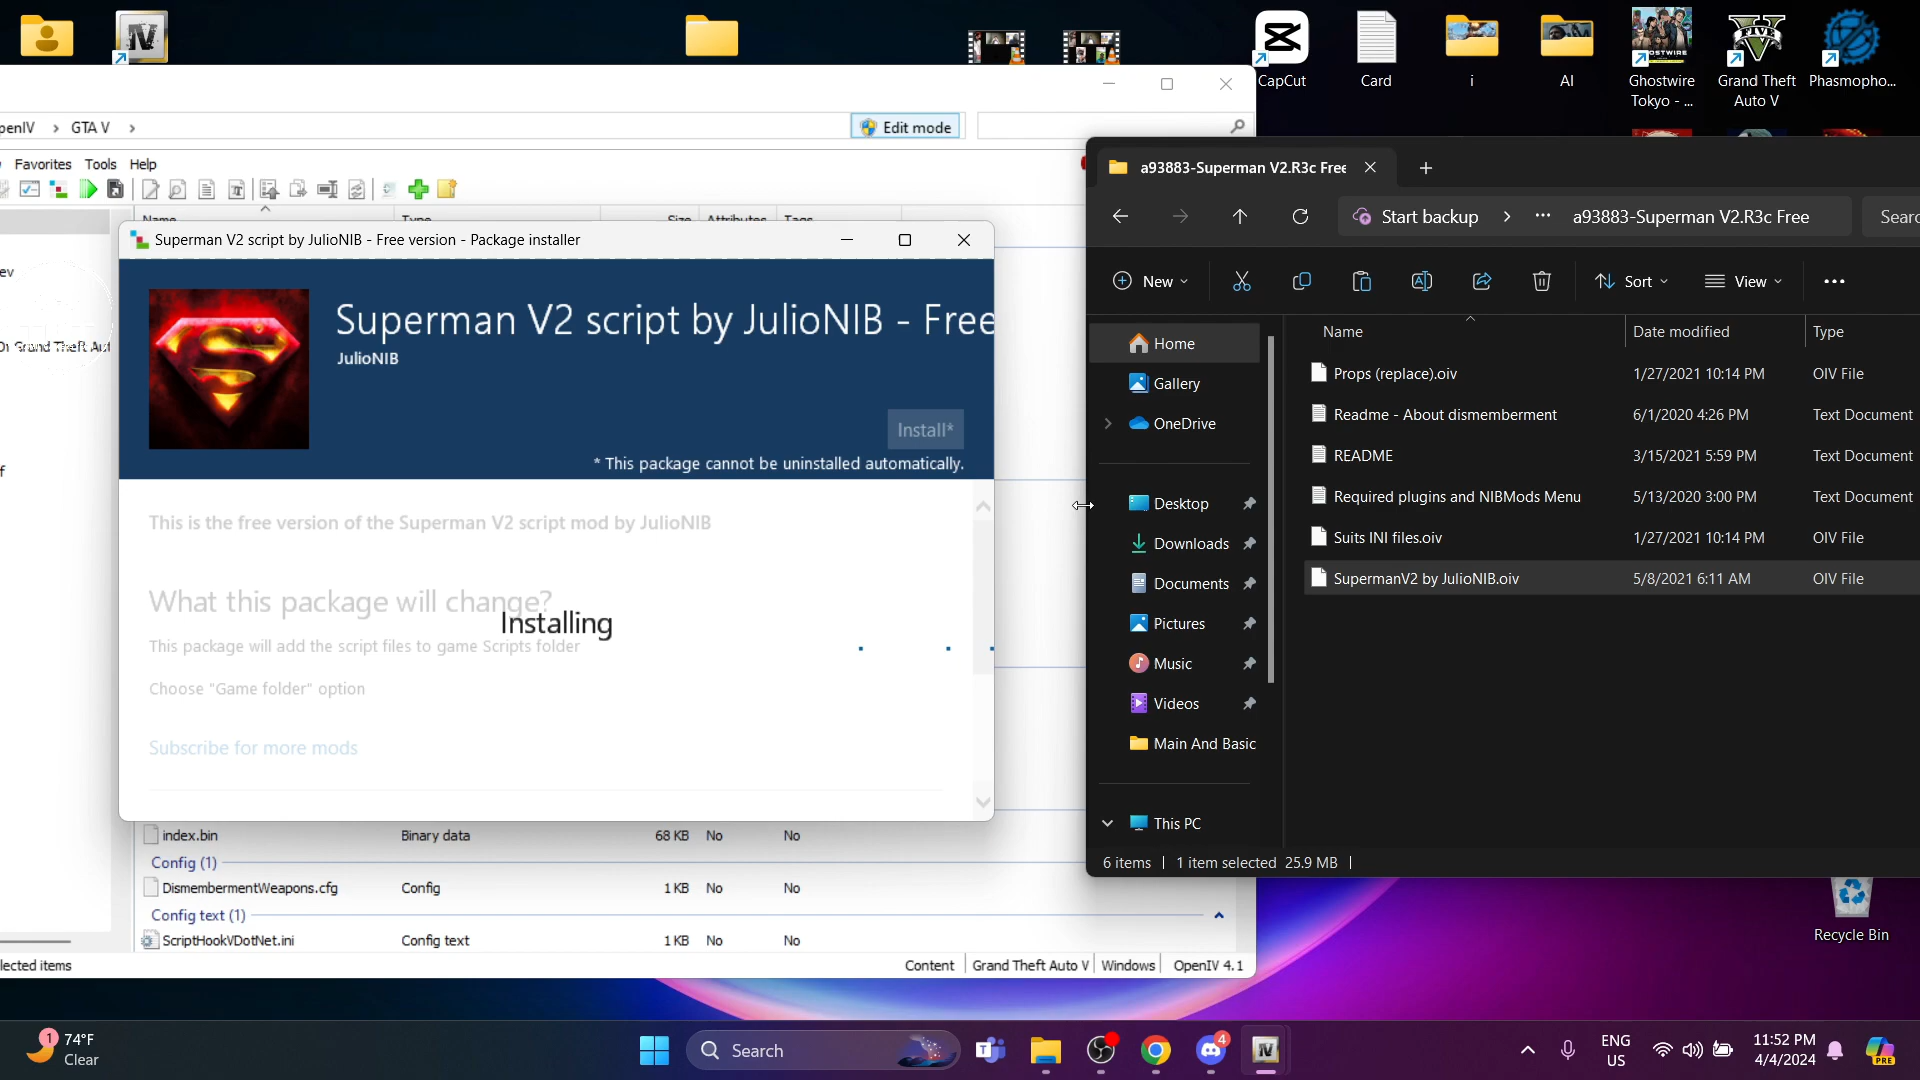 CapCut
Card
i
AI
Ghostwire
Tokyo - ...
Grand Theft
Auto V
Phasmopho...
penIV > GTA V >
Edit mode
Favorites Tools Help
Name Type Size Attributes Tags
Superman V2 script by JulioNIB - Free version - Package installer
Superman V2 script by JulioNIB - Free
JulioNIB
Install*
* This package cannot be uninstalled automatically.
This is the free version of the Superman V2 script mod by JulioNIB
What this package will change?
Installing
This package will add the script files to game Scripts folder
Choose "Game folder" option
Subscribe for more mods
index.bin Binary data 68 KB No No
Config (1)
DismembermentWeapons.cfg Config 1 KB No No
Config text (1)
ScriptHookVDotNet.ini Config text 1 KB No No
lected items
Content Grand Theft Auto V Windows OpenIV 4.1
a93883-Superman V2.R3c Free
Start backup > ... a93883-Superman V2.R3c Free
Searc
New Sort View
Name Date modified Type
Home
Gallery
OneDrive
Desktop
Downloads
Documents
Pictures
Music
Videos
Main And Basic
This PC
Props (replace).oiv 1/27/2021 10:14 PM OIV File
Readme - About dismemberment 6/1/2020 4:26 PM Text Document
README 3/15/2021 5:59 PM Text Document
Required plugins and NIBMods Menu 5/13/2020 3:00 PM Text Document
Suits INI files.oiv 1/27/2021 10:14 PM OIV File
SupermanV2 by JulioNIB.oiv 5/8/2021 6:11 AM OIV File
6 items 1 item selected 25.9 MB
Recycle Bin
1
74°F
Clear
Search
4
ENG
US
11:52 PM
4/4/2024
PRE